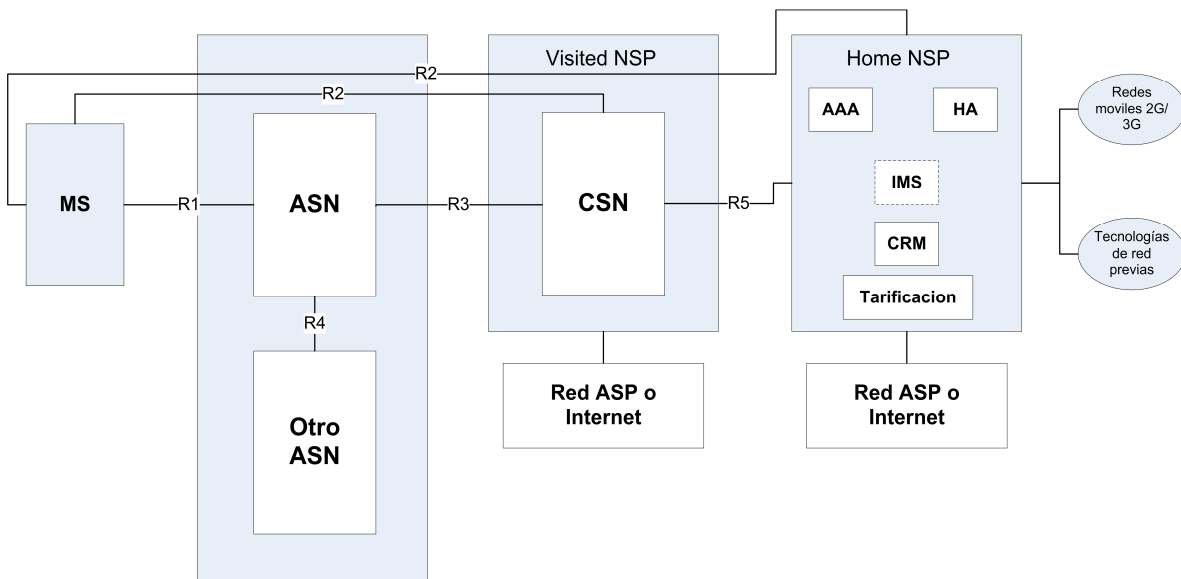 Visited NSP
Home NSP
R2
R2
AAA
HA
Redes
moviles 2G/
3G
MS
R1
ASN
R3
CSN
R5
IMS
CRM
Tarificacion
Tecnologías
de red
previas
R4
Otro
ASN
Red ASP o
Internet
Red ASP o
Internet